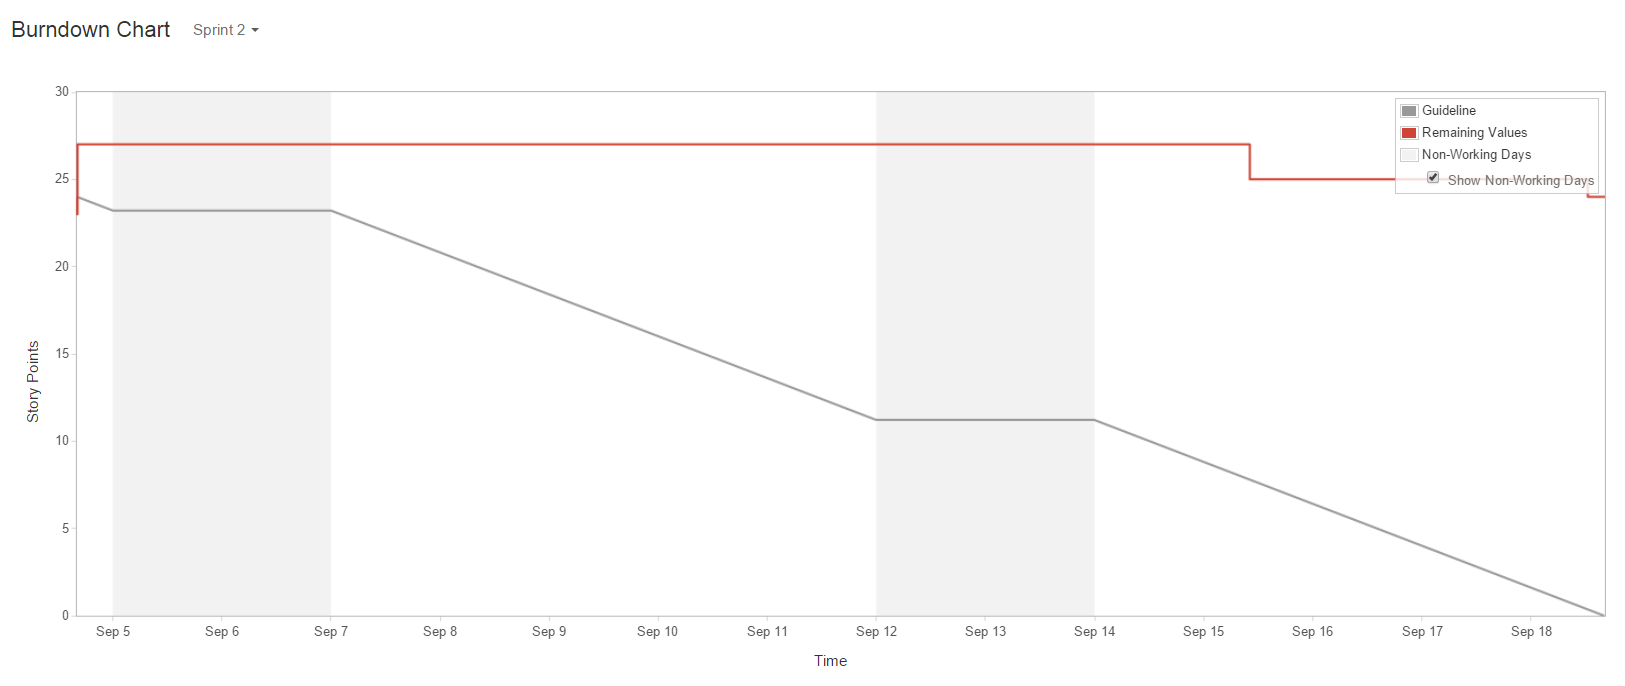 Burndown Chart Sprint 2
30
25
20
15
10
5
0
Story Points
Guideline
Remaining Values
Non-Working Days
Show Non-Working Days
Sep 5 Sep 6 Sep 7 Sep 8 Sep 9 Sep 10 Sep 11 Sep 12 Sep 13 Sep 14 Sep 15 Sep 16 Sep 17 Sep 18
Time